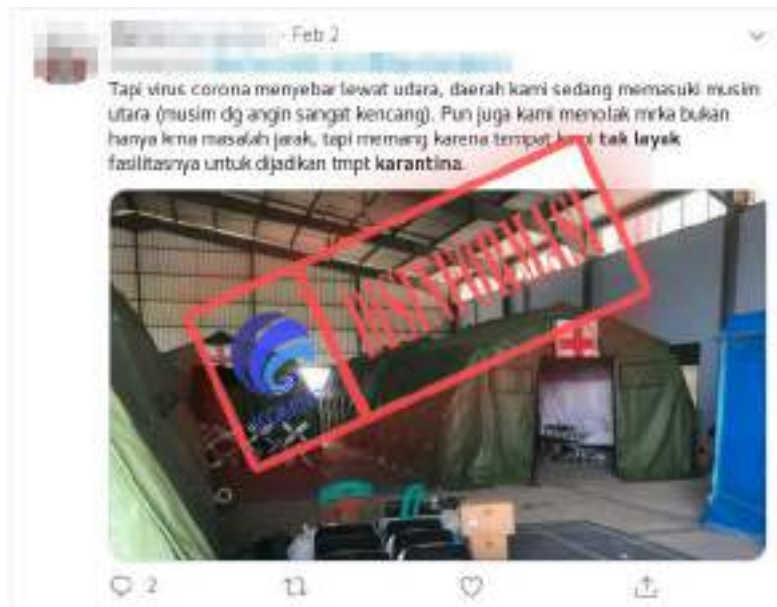 Feb 2
Tapi virus corona menyebar lewat udara, daerah kami sedang memasuki musim
utara (musim dg angin sangat kencang). Pun juga kami menolak mrka bukan
hanya krna masalah jarak, tapi memang karena tempat kami tak layak
fasilitasnya untuk dijadikan tmpt karantina.
DISINFORMASI
2